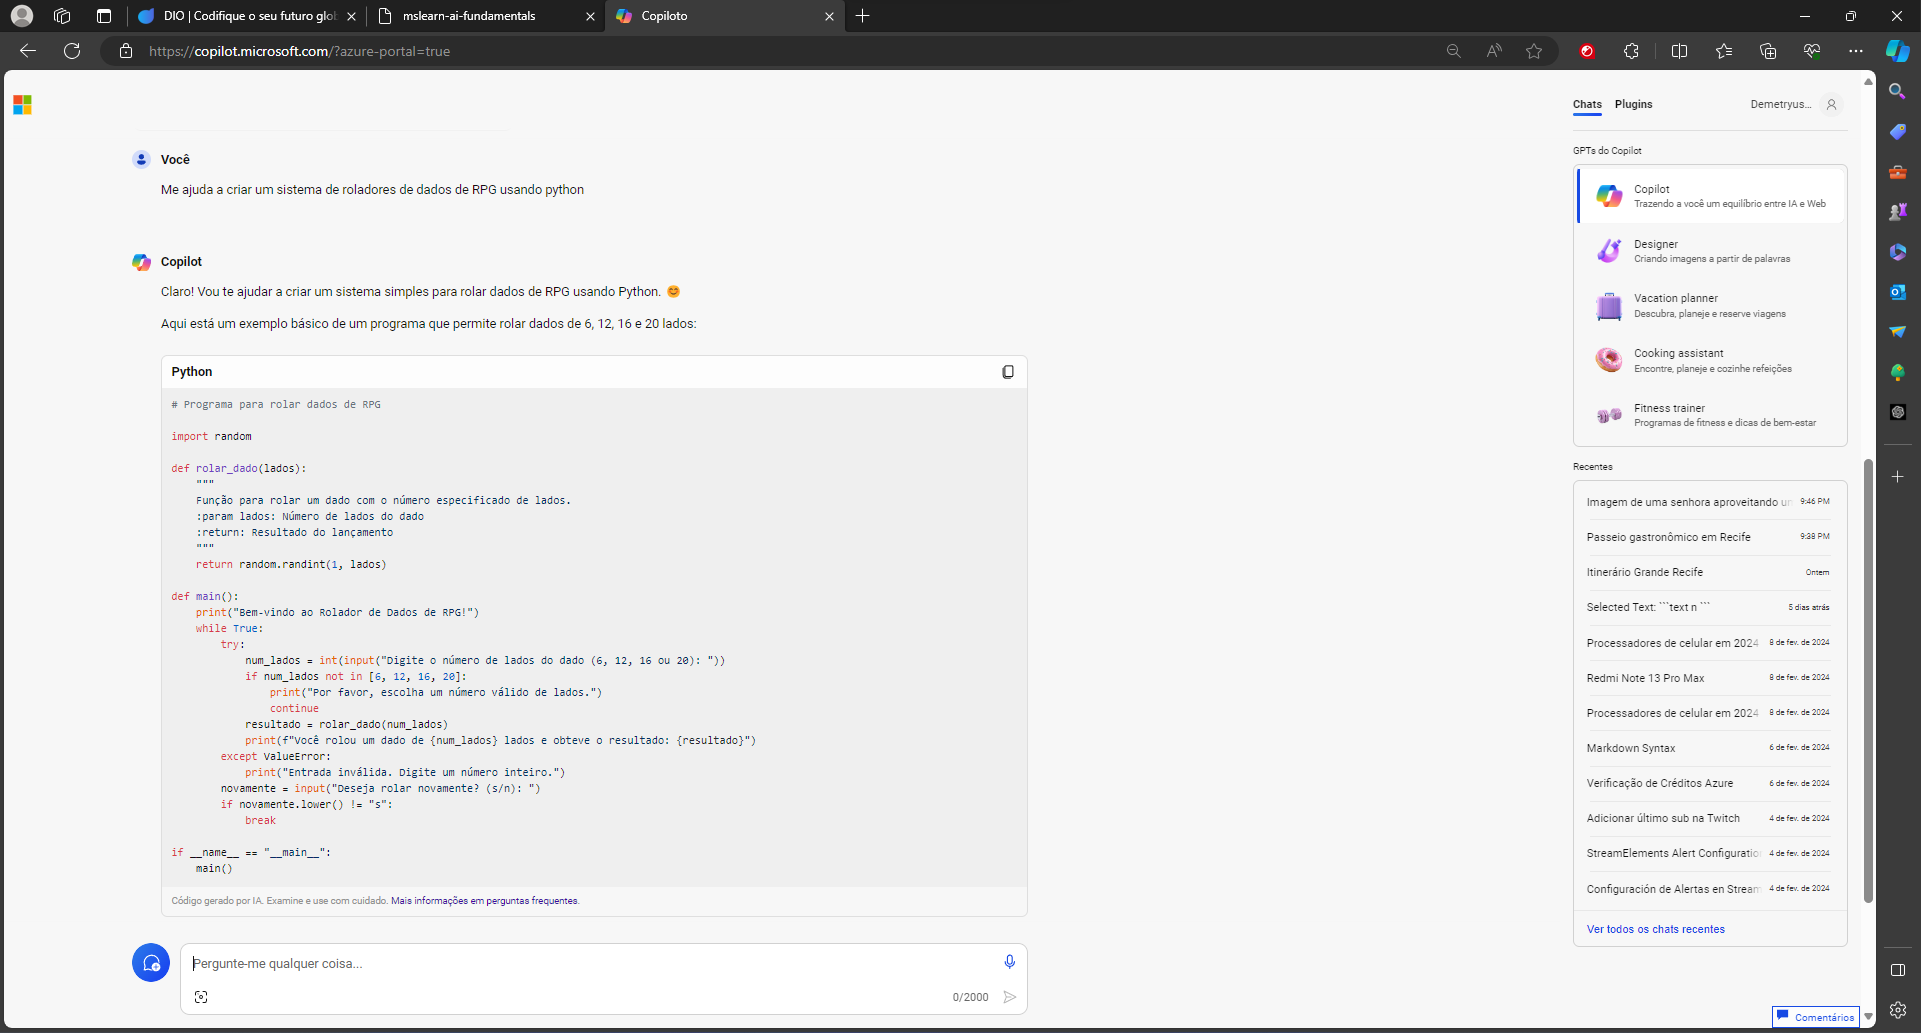 DIO | Codifique o seu futuro glob
mslearn-ai-fundamentals
Copiloto
https://copilot.microsoft.com/?azure-portal=true
Chats Plugins Demetryus...
Você
Me ajuda a criar um sistema de roladores de dados de RPG usando python
Copilot
Claro! Vou te ajudar a criar um sistema simples para rolar dados de RPG usando Python. 😊
Aqui está um exemplo básico de um programa que permite rolar dados de 6, 12, 16 e 20 lados:
Python
# Programa para rolar dados de RPG
import random
def rolar_dado(lados):
"""
Função para rolar um dado com o número especificado de lados.
:param lados: Número de lados do dado
:return: Resultado do lançamento
"""
return random.randint(1, lados)
def main():
print("Bem-vindo ao Rolador de Dados de RPG!")
while True:
try:
num_lados = int(input("Digite o número de lados do dado (6, 12, 16 ou 20): "))
if num_lados not in [6, 12, 16, 20]:
print("Por favor, escolha um número válido de lados.")
continue
resultado = rolar_dado(num_lados)
print(f"Você rolou um dado de {num_lados} lados e obteve o resultado: {resultado}")
except ValueError:
print("Entrada inválida. Digite um número inteiro.")
novamente = input("Deseja rolar novamente? (s/n): ")
if novamente.lower() != "s":
break
if __name__ == "__main__":
main()
Código gerado por IA. Examine e use com cuidado. Mais informações em perguntas frequentes.
Pergunte-me qualquer coisa...
0/2000
GPTs do Copilot
Copilot
Trazendo a você um equilíbrio entre IA e Web
Designer
Criando imagens a partir de palavras
Vacation planner
Descubra, planeje e reserve viagens
Cooking assistant
Encontre, planeje e cozinhe refeições
Fitness trainer
Programas de fitness e dicas de bem-estar
Recentes
Imagem de uma senhora aproveitando um 9:46 PM
Passeio gastronômico em Recife 9:38 PM
Itinerário Grande Recife Ontem
Selected Text: ```text n ``` 5 dias atrás
Processadores de celular em 2024 8 de fev. de 2024
Redmi Note 13 Pro Max 8 de fev. de 2024
Processadores de celular em 2024 8 de fev. de 2024
Markdown Syntax 6 de fev. de 2024
Verificação de Créditos Azure 6 de fev. de 2024
Adicionar último sub na Twitch 4 de fev. de 2024
StreamElements Alert Configuration 4 de fev. de 2024
Configuración de Alertas en Stream 4 de fev. de 2024
Ver todos os chats recentes
Comentários